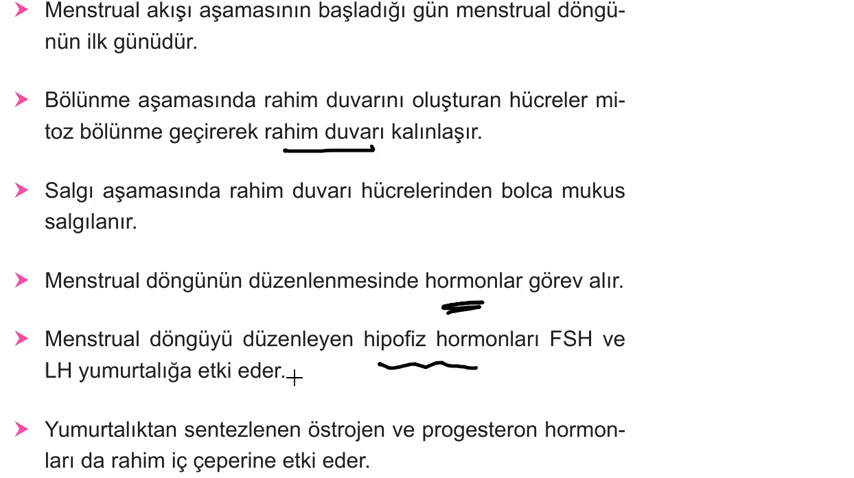 Menstrual akışı aşamasının başladığı gün menstrual döngü-
nün ilk günüdür.
Bölünme aşamasında rahim duvarını oluşturan hücreler mi-
toz bölünme geçirerek rahim duvarı kalınlaşır.
Salgı aşamasında rahim duvarı hücrelerinden bolca mukus
salgılanır.
Menstrual döngünün düzenlenmesinde hormonlar görev alır.
Menstrual döngüyü düzenleyen hipofiz hormonları FSH ve
LH yumurtalığa etki eder.
Yumurtalıktan sentezlenen östrojen ve progesteron hormon-
ları da rahim iç çeperine etki eder.